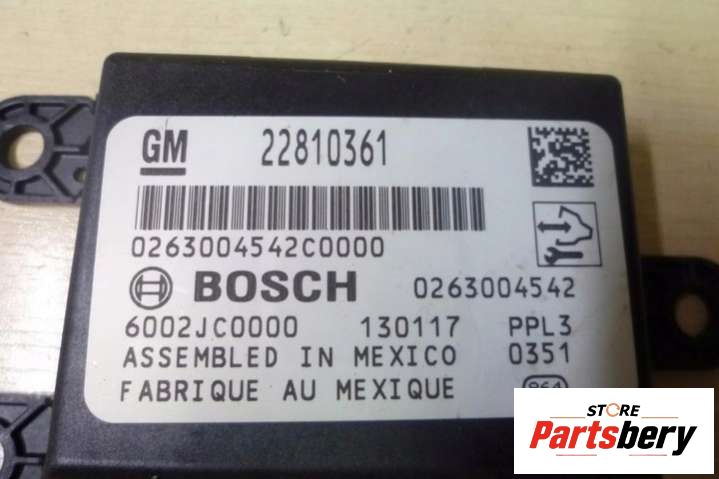 GM 22810361
0263004542C0000
BOSCH 0263004542
6002JC0000 130117 PPL3
ASSEMBLED IN MEXICO 0351
FABRIQUE AU MEXIQUE
STORE
Partsbery